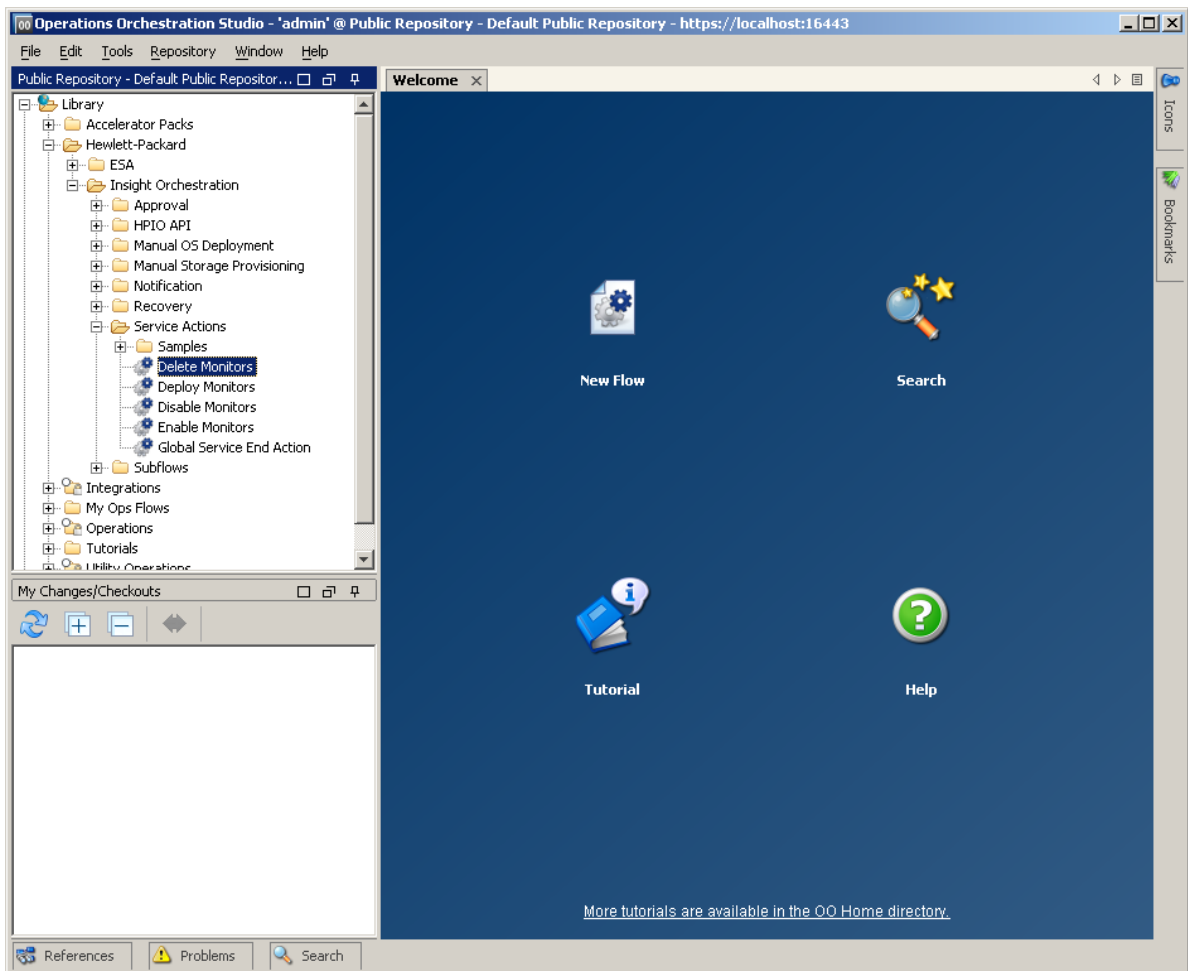 Operations Orchestration Studio - 'admin' @ Public Repository - Default Public Repository - https://localhost:16443
File Edit Tools Repository Window Help
Public Repository - Default Public Repositor...
Library
Accelerator Packs
Hewlett-Packard
ESA
Insight Orchestration
Approval
HPIO API
Manual OS Deployment
Manual Storage Provisioning
Notification
Recovery
Service Actions
Samples
Delete Monitors
Deploy Monitors
Disable Monitors
Enable Monitors
Global Service End Action
Subflows
Integrations
My Ops Flows
Operations
Tutorials
Utility Operations
My Changes/Checkouts
References
Problems
Search
Welcome
New Flow
Search
Tutorial
Help
More tutorials are available in the OO Home directory.
Icons
Bookmarks